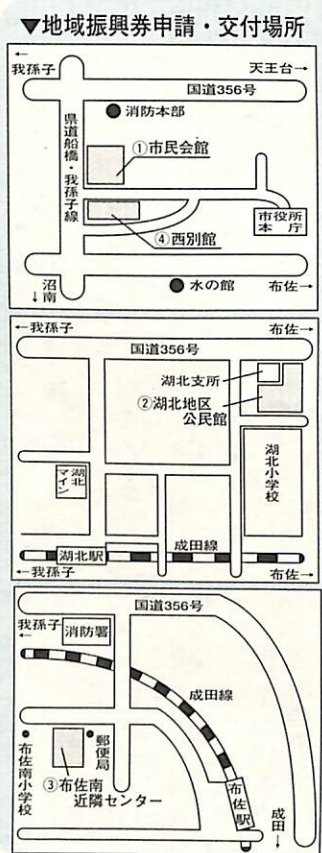 ▼地域振興券申請・交付場所
←我孫子
天王台→
国道356号
消防本部
県道船橋・我孫子線
①市民会館
④西別館
市役所
本庁
沼南
↓
水の館
布佐→
←我孫子
布佐→
国道356号
湖北支所
②湖北地区
公民館
湖北小学校
湖北
マイン
湖北駅
成田線
←我孫子
布佐→
国道356号
我孫子
←
消防署
成田線
郵便局
布佐南小学校
③布佐南
近隣センター
布佐駅
成田
↓